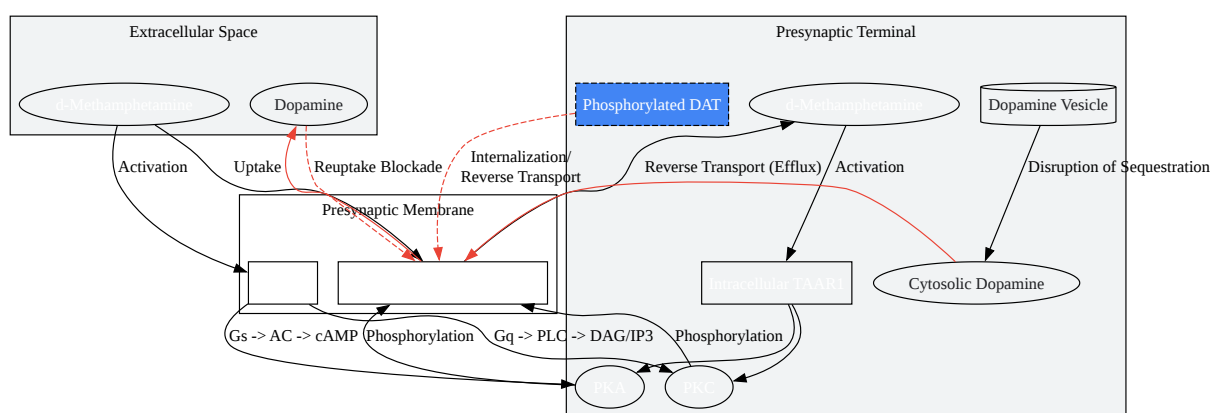 Extracellular Space
Presynaptic Terminal
d-Methamphetamine
Dopamine
Phosphorylated DAT
d-Methamphetamine
Dopamine Vesicle
Activation
Uptake
Reuptake Blockade
Internalization/
Reverse Transport
Reverse Transport (Efflux)
Activation
Disruption of Sequestration
Presynaptic Membrane
Intracellular TAAR1
Cytosolic Dopamine
Gs -> AC -> cAMP
Phosphorylation
Gq -> PLC -> DAG/IP3
Phosphorylation
PKA
PKC